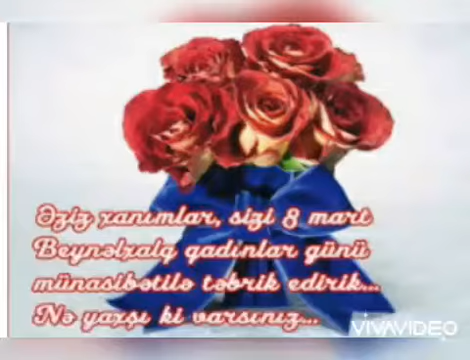 Əziz xanımlar, sizi 8 mart
Beynəlxalq qadınlar günü
münasibətilə təbrik edirik...
Nə yaxşı ki varsınız...
VIVAVIDEO